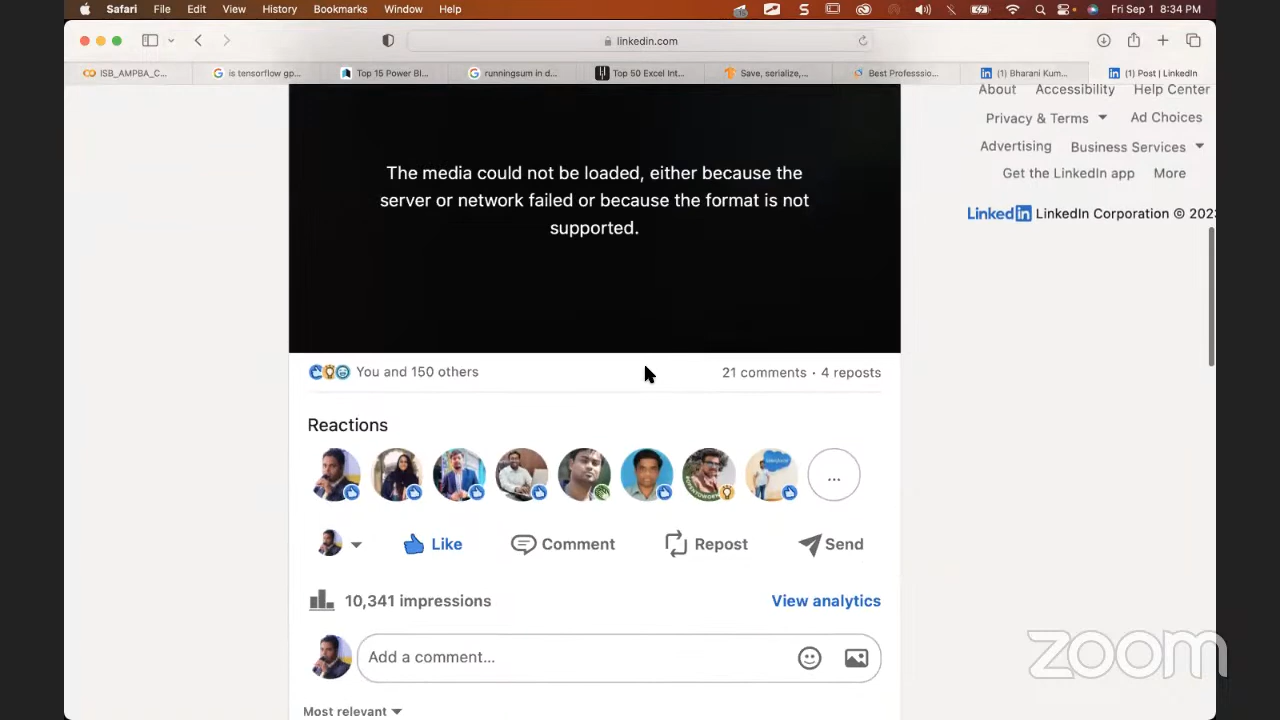 Safari File Edit View History Bookmarks Window Help Fri Sep 1 8:34 PM
linkedin.com
ISB_AMPBA_C... is tensorflow gp... Top 15 Power BI... runningsum in d... Top 50 Excel Int... Save, serialize,... Best Professsio... (1) Bharani Kum... (1) Post | LinkedIn
About Accessibility Help Center
Privacy & Terms Ad Choices
Advertising Business Services
Get the LinkedIn app More
LinkedIn LinkedIn Corporation © 202
The media could not be loaded, either because the
server or network failed or because the format is not
supported.
You and 150 others 21 comments · 4 reposts
Reactions
...
Like Comment Repost Send
10,341 impressions View analytics
Add a comment...
Most relevant
zoom